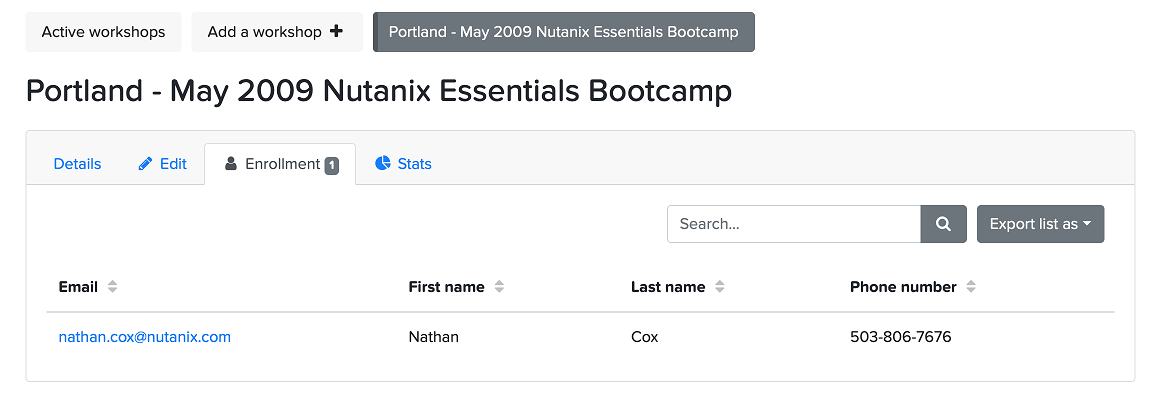 Active workshops Add a workshop Portland - May 2009 Nutanix Essentials Bootcamp
Portland - May 2009 Nutanix Essentials Bootcamp
Details Edit Enrollment 1 Stats
Search... Export list as
Email First name Last name Phone number
nathan.cox@nutanix.com Nathan Cox 503-806-7676